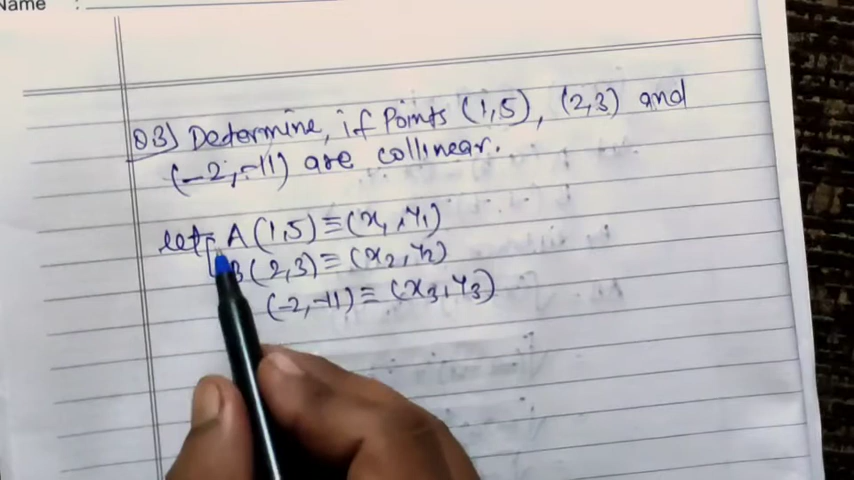 Name :
Q3) Determine, if Points (1,5), (2,3) and
(-2,-11) are collinear.
let, A (1,5) ≡ (x₁, y₁)
B (2,3) ≡ (x₂, y₂)
(-2,-11) ≡ (x₃, y₃)